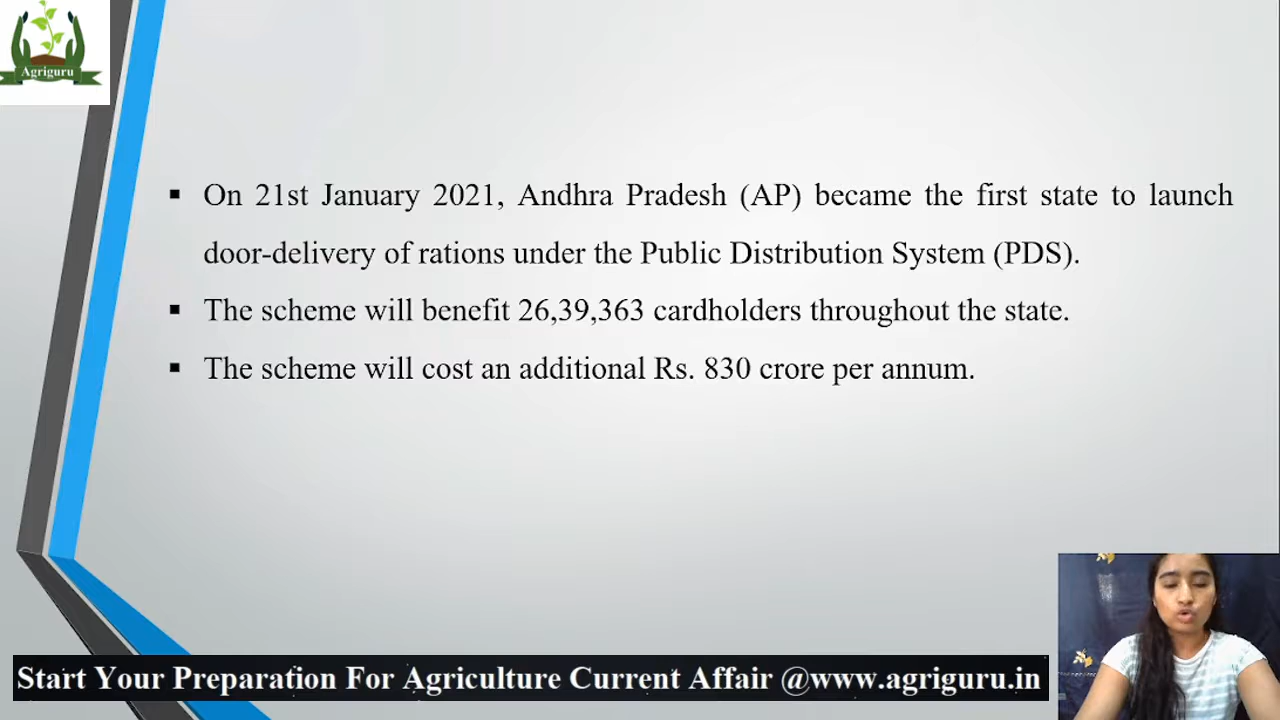 Agriguru
▪ On 21st January 2021, Andhra Pradesh (AP) became the first state to launch
door-delivery of rations under the Public Distribution System (PDS).
▪ The scheme will benefit 26,39,363 cardholders throughout the state.
▪ The scheme will cost an additional Rs. 830 crore per annum.
Start Your Preparation For Agriculture Current Affair @www.agriguru.in